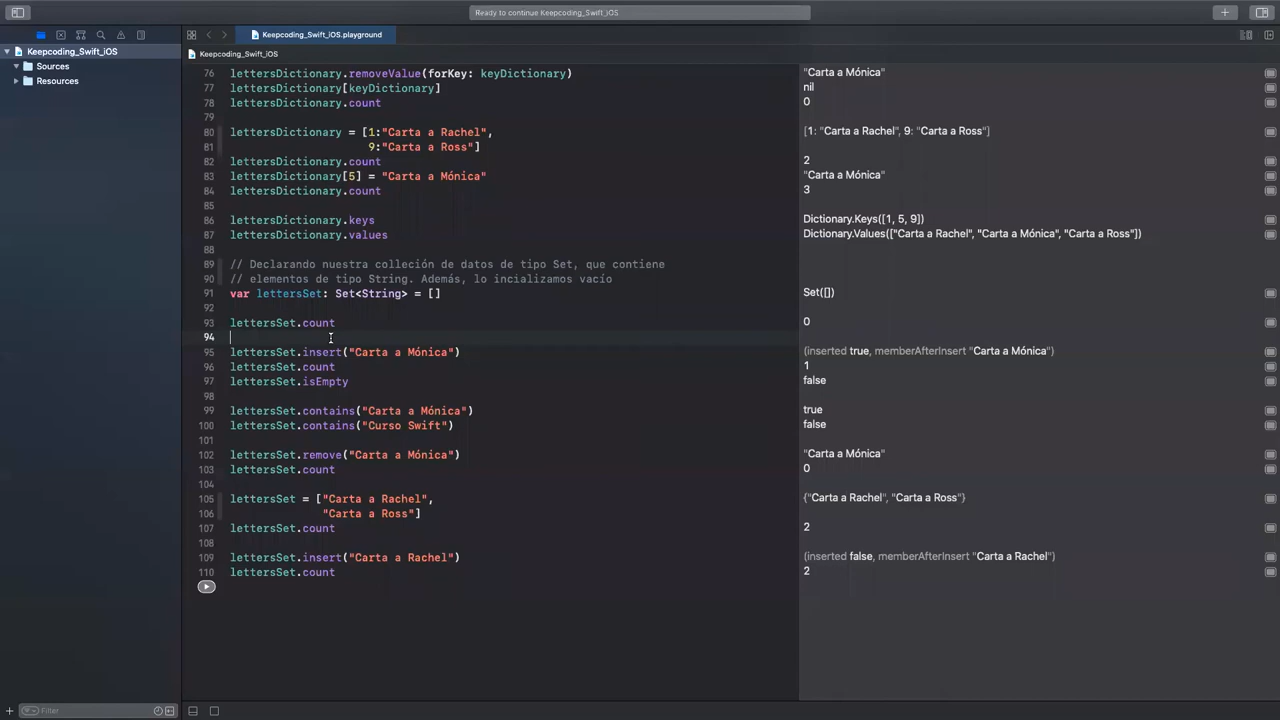 Ready to continue Keepcoding_Swift_iOS
Keepcoding_Swift_iOS.playground
Keepcoding_Swift_iOS
Keepcoding_Swift_iOS
Sources
Resources
76 lettersDictionary.removeValue(forKey: keyDictionary) "Carta a Mónica"
77 lettersDictionary[keyDictionary] nil
78 lettersDictionary.count 0
79
80 lettersDictionary = [1:"Carta a Rachel", [1: "Carta a Rachel", 9: "Carta a Ross"]
81 9:"Carta a Ross"]
82 lettersDictionary.count 2
83 lettersDictionary[5] = "Carta a Mónica" "Carta a Mónica"
84 lettersDictionary.count 3
85
86 lettersDictionary.keys Dictionary.Keys([1, 5, 9])
87 lettersDictionary.values Dictionary.Values(["Carta a Rachel", "Carta a Mónica", "Carta a Ross"])
88
89 // Declarando nuestra colleción de datos de tipo Set, que contiene
90 // elementos de tipo String. Además, lo incializamos vacío
91 var lettersSet: Set<String> = [] Set([])
92
93 lettersSet.count 0
94
95 lettersSet.insert("Carta a Mónica") (inserted true, memberAfterInsert "Carta a Mónica")
96 lettersSet.count 1
97 lettersSet.isEmpty false
98
99 lettersSet.contains("Carta a Mónica") true
100 lettersSet.contains("Curso Swift") false
101
102 lettersSet.remove("Carta a Mónica") "Carta a Mónica"
103 lettersSet.count 0
104
105 lettersSet = ["Carta a Rachel", {"Carta a Rachel", "Carta a Ross"}
106 "Carta a Ross"]
107 lettersSet.count 2
108
109 lettersSet.insert("Carta a Rachel") (inserted false, memberAfterInsert "Carta a Rachel")
110 lettersSet.count 2
Filter